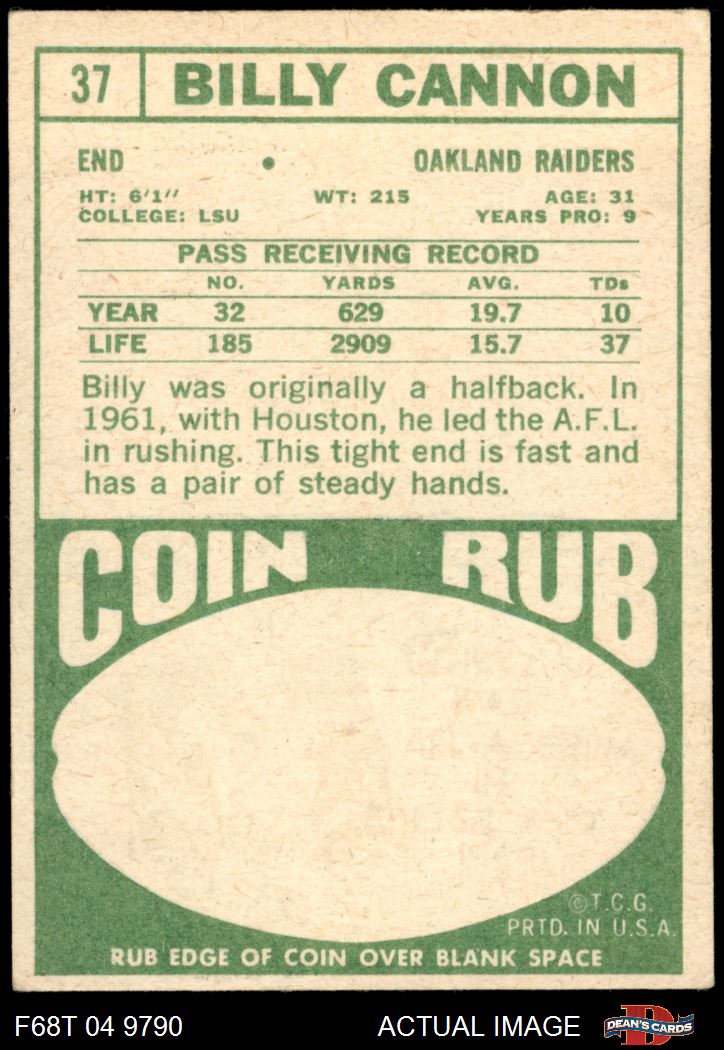 37 BILLY CANNON
END • OAKLAND RAIDERS
HT: 6'1″ WT: 215 AGE: 31
COLLEGE: LSU YEARS PRO: 9
PASS RECEIVING RECORD
NO. YARDS AVG. TDs
YEAR 32 629 19.7 10
LIFE 185 2909 15.7 37
Billy was originally a halfback. In
1961, with Houston, he led the A.F.L.
in rushing. This tight end is fast and
has a pair of steady hands.
COIN RUB
©T.C.G.
PRTD. IN U.S.A.
RUB EDGE OF COIN OVER BLANK SPACE
F68T 04 9790 ACTUAL IMAGE D DEAN'S CARDS